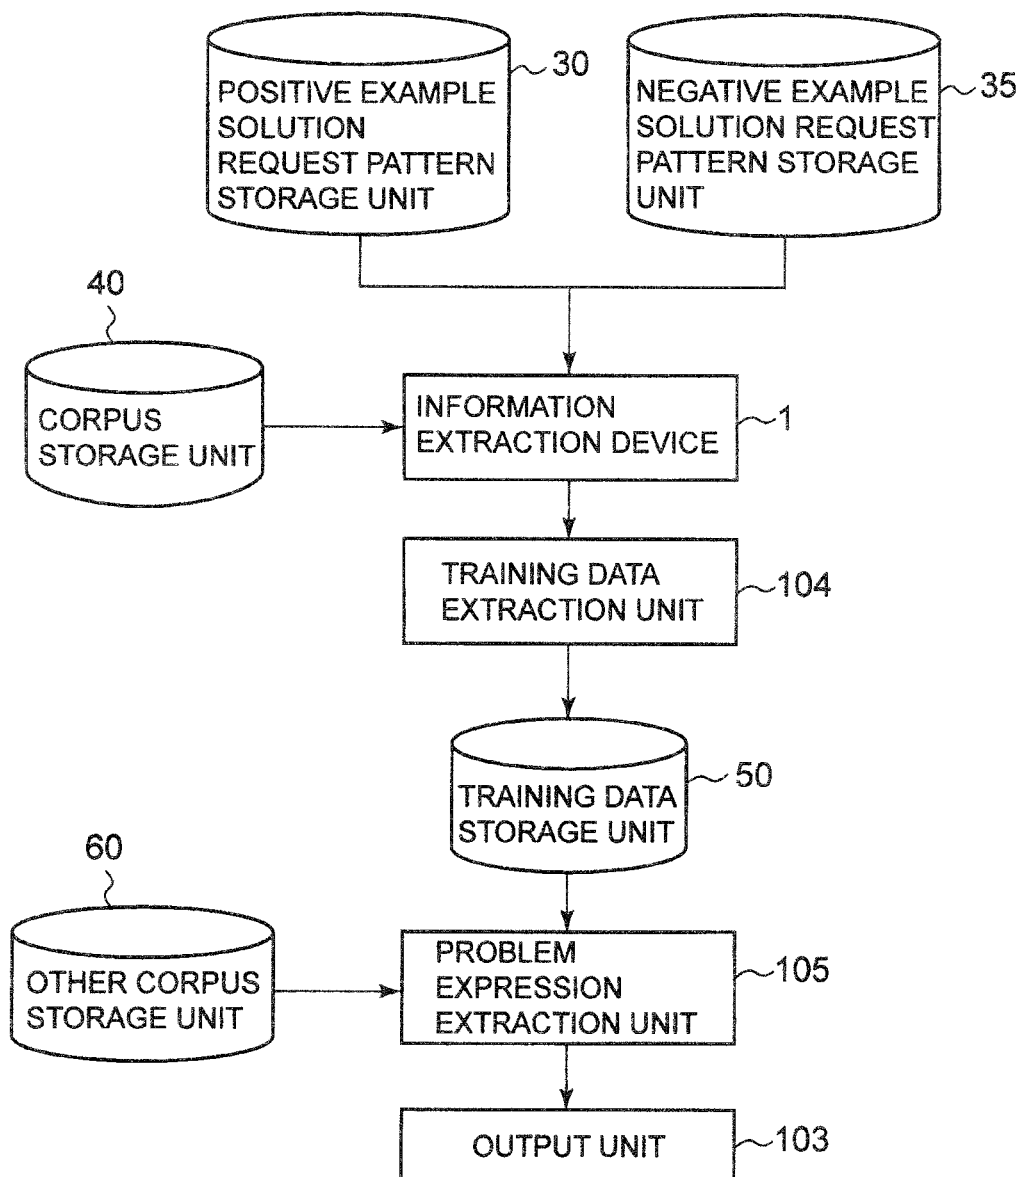 30
POSITIVE EXAMPLE
SOLUTION
REQUEST PATTERN
STORAGE UNIT
35
NEGATIVE EXAMPLE
SOLUTION REQUEST
PATTERN STORAGE
UNIT
40
CORPUS
STORAGE UNIT
INFORMATION
EXTRACTION DEVICE
1
TRAINING DATA
EXTRACTION UNIT
104
TRAINING DATA
STORAGE UNIT
50
60
OTHER CORPUS
STORAGE UNIT
PROBLEM
EXPRESSION
EXTRACTION UNIT
105
OUTPUT UNIT
103